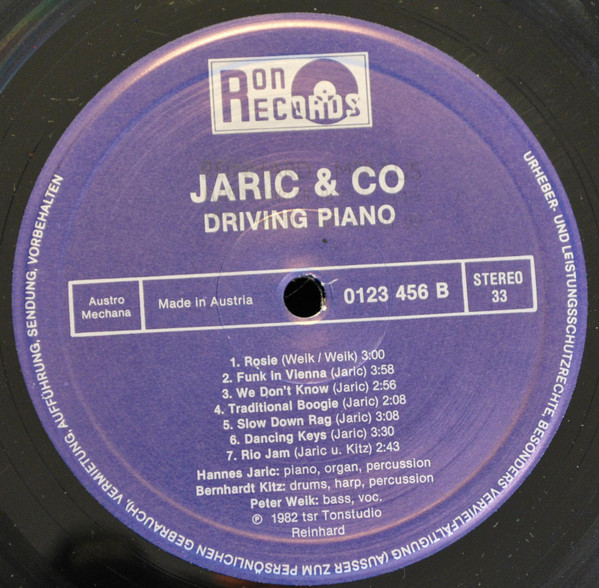 Ron
Records
JARIC & CO
DRIVING PIANO
Austro
Mechana
Made in Austria
0123 456 B
STEREO
33
1. Rosie (Weik / Weik) 3:00
2. Funk in Vienna (Jaric) 3:58
3. We Don't Know (Jaric) 2:56
4. Traditional Boogie (Jaric) 2:08
5. Slow Down Rag (Jaric) 3:08
6. Dancing Keys (Jaric) 3:30
7. Rio Jam (Jaric u. Kitz) 2:43
Hannes Jaric: piano, organ, percussion
Bernhardt Kitz: drums, harp, percussion
Peter Weik: bass, voc.
℗ 1982 tsr Tonstudio
Reinhard
URHEBER- UND LEISTUNGSSCHUTZRECHTE, BESONDERS VERVIELFÄLTIGUNG (AUSSER ZUM PERSÖNLICHEN GEBRAUCH), VERMIETUNG, AUFFÜHRUNG, SENDUNG, VORBEHALTEN